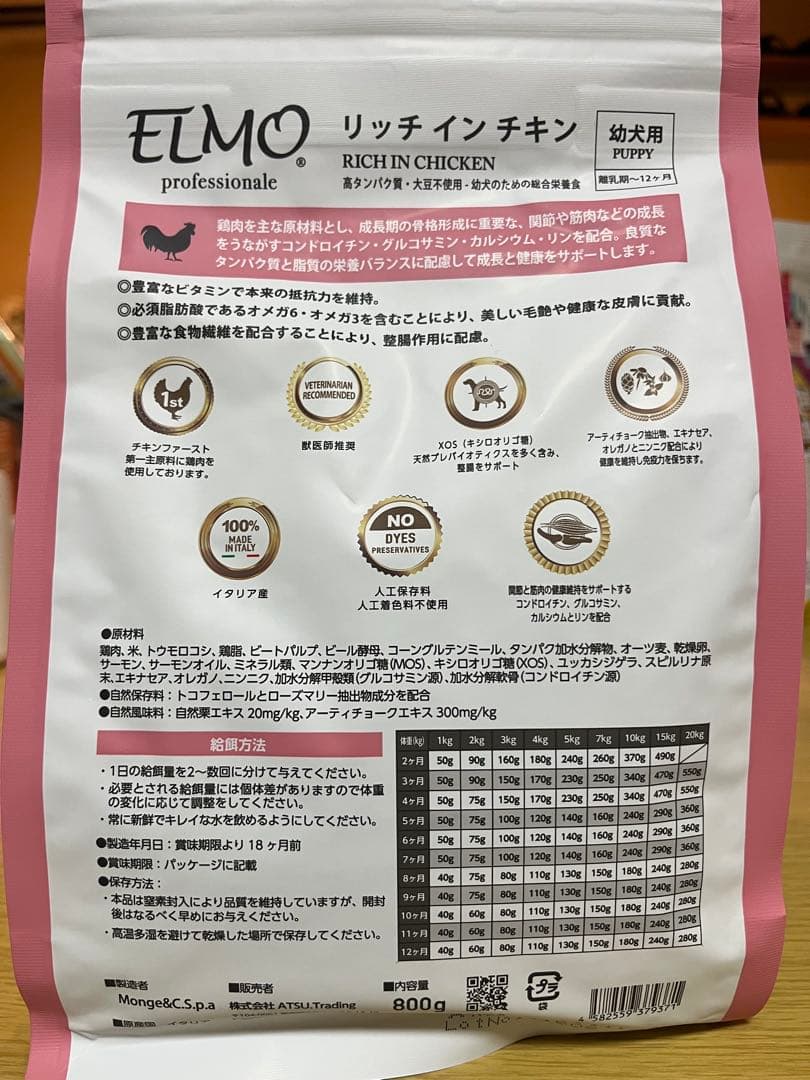 ELMO®
professionale
リッチ イン チキン
RICH IN CHICKEN
高タンパク質・大豆不使用 - 幼犬のための総合栄養食
幼犬用
PUPPY
離乳期〜12ヶ月
鶏肉を主な原材料とし、成長期の骨格形成に重要な、関節や筋肉などの成長
をうながすコンドロイチン・グルコサミン・カルシウム・リンを配合。良質な
タンパク質と脂質の栄養バランスに配慮して成長と健康をサポートします。
◎豊富なビタミンで本来の抵抗力を維持。
◎必須脂肪酸であるオメガ6・オメガ3を含むことにより、美しい毛艶や健康な皮膚に貢献。
◎豊富な食物繊維を配合することにより、整腸作用に配慮。
1st
チキンファースト
第一主原料に鶏肉を
使用しております。
VETERINARIAN
RECOMMENDED
獣医師推奨
XOS（キシロオリゴ糖）
天然プレバイオティクスを多く含み、
整腸をサポート
アーティチョーク抽出物、エキナセア、
オレガノとニンニク配合により
健康を維持し免疫力を保ちます。
100%
MADE
IN ITALY
イタリア産
NO
DYES
PRESERVATIVES
人工保存料
人工着色料不使用
関節と筋肉の健康維持をサポートする
コンドロイチン、グルコサミン、
カルシウムとリンを配合
●原材料
鶏肉、米、トウモロコシ、鶏脂、ビートパルプ、ビール酵母、コーングルテンミール、タンパク加水分解物、オーツ麦、乾燥卵、
サーモン、サーモンオイル、ミネラル類、マンナンオリゴ糖（MOS）、キシロオリゴ糖（XOS）、ユッカシジゲラ、スピルリナ原
末、エキナセア、オレガノ、ニンニク、加水分解甲殻類（グルコサミン源）、加水分解軟骨（コンドロイチン源）
●自然保存料：トコフェロールとローズマリー抽出物成分を配合
●自然風味料：自然栗エキス 20mg/kg、アーティチョークエキス 300mg/kg
給餌方法
・1日の給餌量を2〜数回に分けて与えてください。
・必要とされる給餌量には個体差がありますので体重
の変化に応じて調整をしてください。
・常に新鮮でキレイな水を飲めるようにしてください。
●製造年月日：賞味期限より 18 ヶ月前
●賞味期限：パッケージに記載
●保存方法：
・本品は窒素封入により品質を維持していますが、開封
後はなるべく早めにお与えください。
・高温多湿を避けて乾燥した場所で保存してください。
体重(kg) 1kg 2kg 3kg 4kg 5kg 7kg 10kg 15kg 20kg
2ヶ月 50g 90g 160g 180g 240g 260g 370g 490g
3ヶ月 50g 90g 150g 170g 230g 250g 340g 470g 550g
4ヶ月 50g 75g 150g 170g 230g 250g 340g 470g 550g
5ヶ月 50g 75g 100g 120g 140g 160g 240g 290g 360g
6ヶ月 50g 75g 100g 120g 140g 160g 240g 290g 360g
7ヶ月 50g 75g 100g 120g 140g 160g 240g 290g 360g
8ヶ月 40g 75g 80g 110g 130g 150g 180g 240g 280g
9ヶ月 40g 75g 80g 110g 130g 150g 180g 240g 280g
10ヶ月 40g 60g 80g 110g 130g 150g 180g 240g 280g
11ヶ月 40g 60g 80g 110g 130g 150g 180g 240g 280g
12ヶ月 40g 60g 80g 110g 130g 150g 180g 240g 280g
■製造者
Monge&C.S.p.a
■販売者
株式会社 ATSU.Trading
■内容量
800g
プラ
袋
4 582559 379371
■原産国 イタリア
LotNo